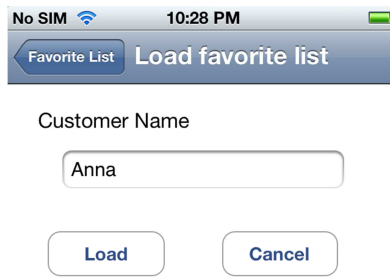 No SIM 10:28 PM
Favorite List Load favorite list
Customer Name
Anna
Load Cancel